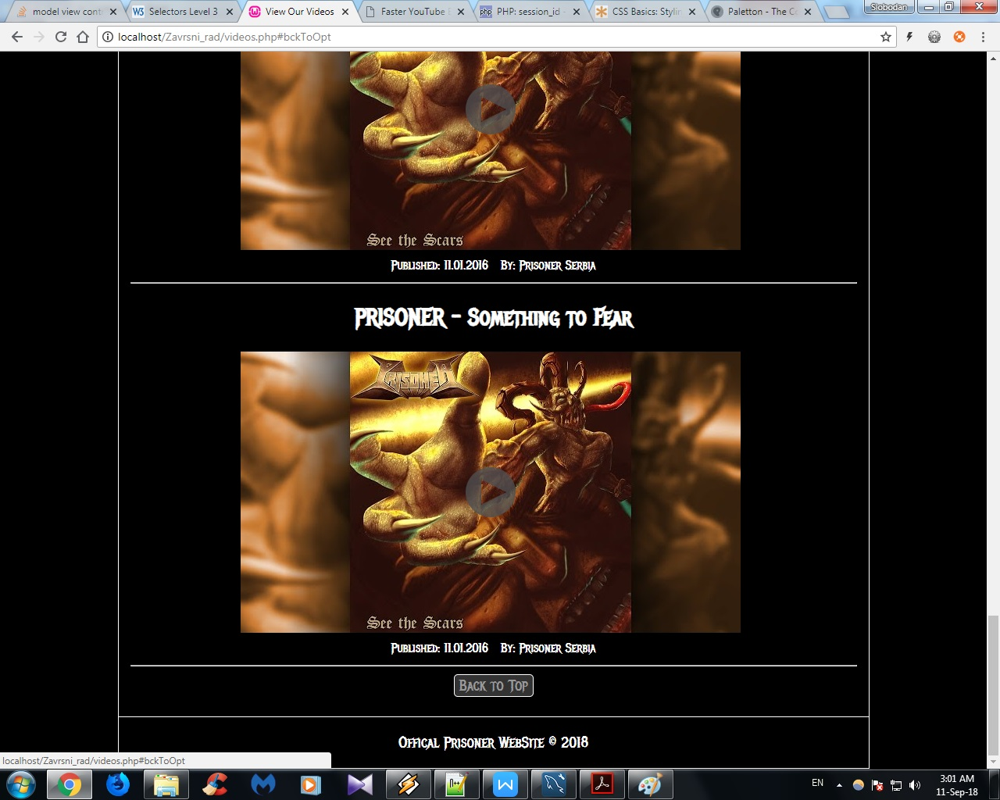 model view cont
Selectors Level 3
View Our Videos
Faster YouTube E
PHP: session_id -
CSS Basics: Stylin
Paletton - The Co
Slobodan
localhost/Zavrsni_rad/videos.php#bckToOpt
See the Scars
Published: 11.01.2016 By: Prisoner Serbia
PRISONER - Something to Fear
PRISONER
See the Scars
Published: 11.01.2016 By: Prisoner Serbia
Back to Top
Offical Prisoner WebSite © 2018
localhost/Zavrsni_rad/videos.php#bckToOpt
EN
3:01 AM
11-Sep-18